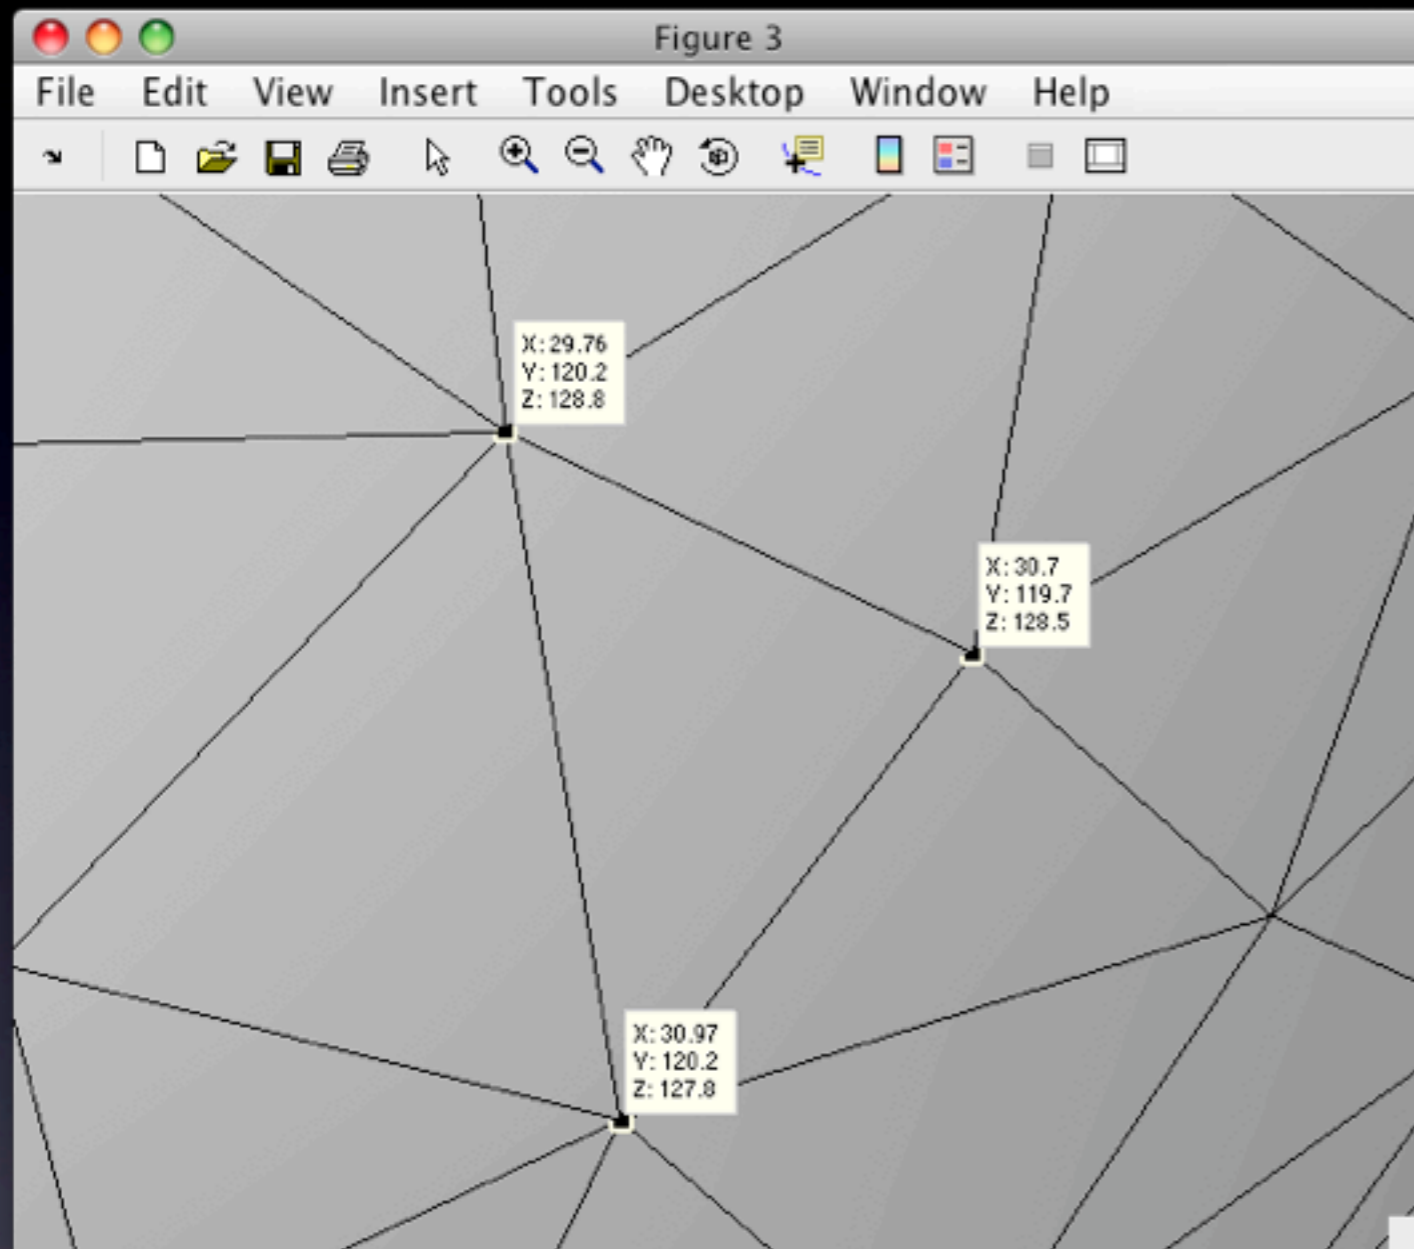 Figure 3
File Edit View Insert Tools Desktop Window Help
X: 29.76
Y: 120.2
Z: 128.8
X: 30.7
Y: 119.7
Z: 128.5
X: 30.97
Y: 120.2
Z: 127.8